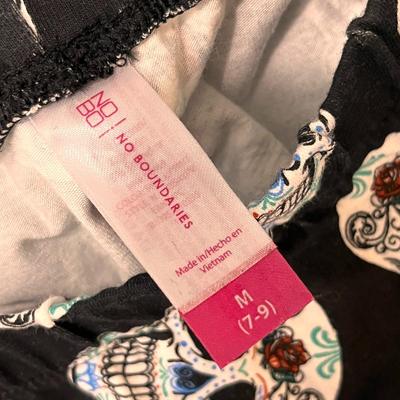 NO
BO
NO BOUNDARIES
Made in/Hecho en
Vietnam
M
(7-9)